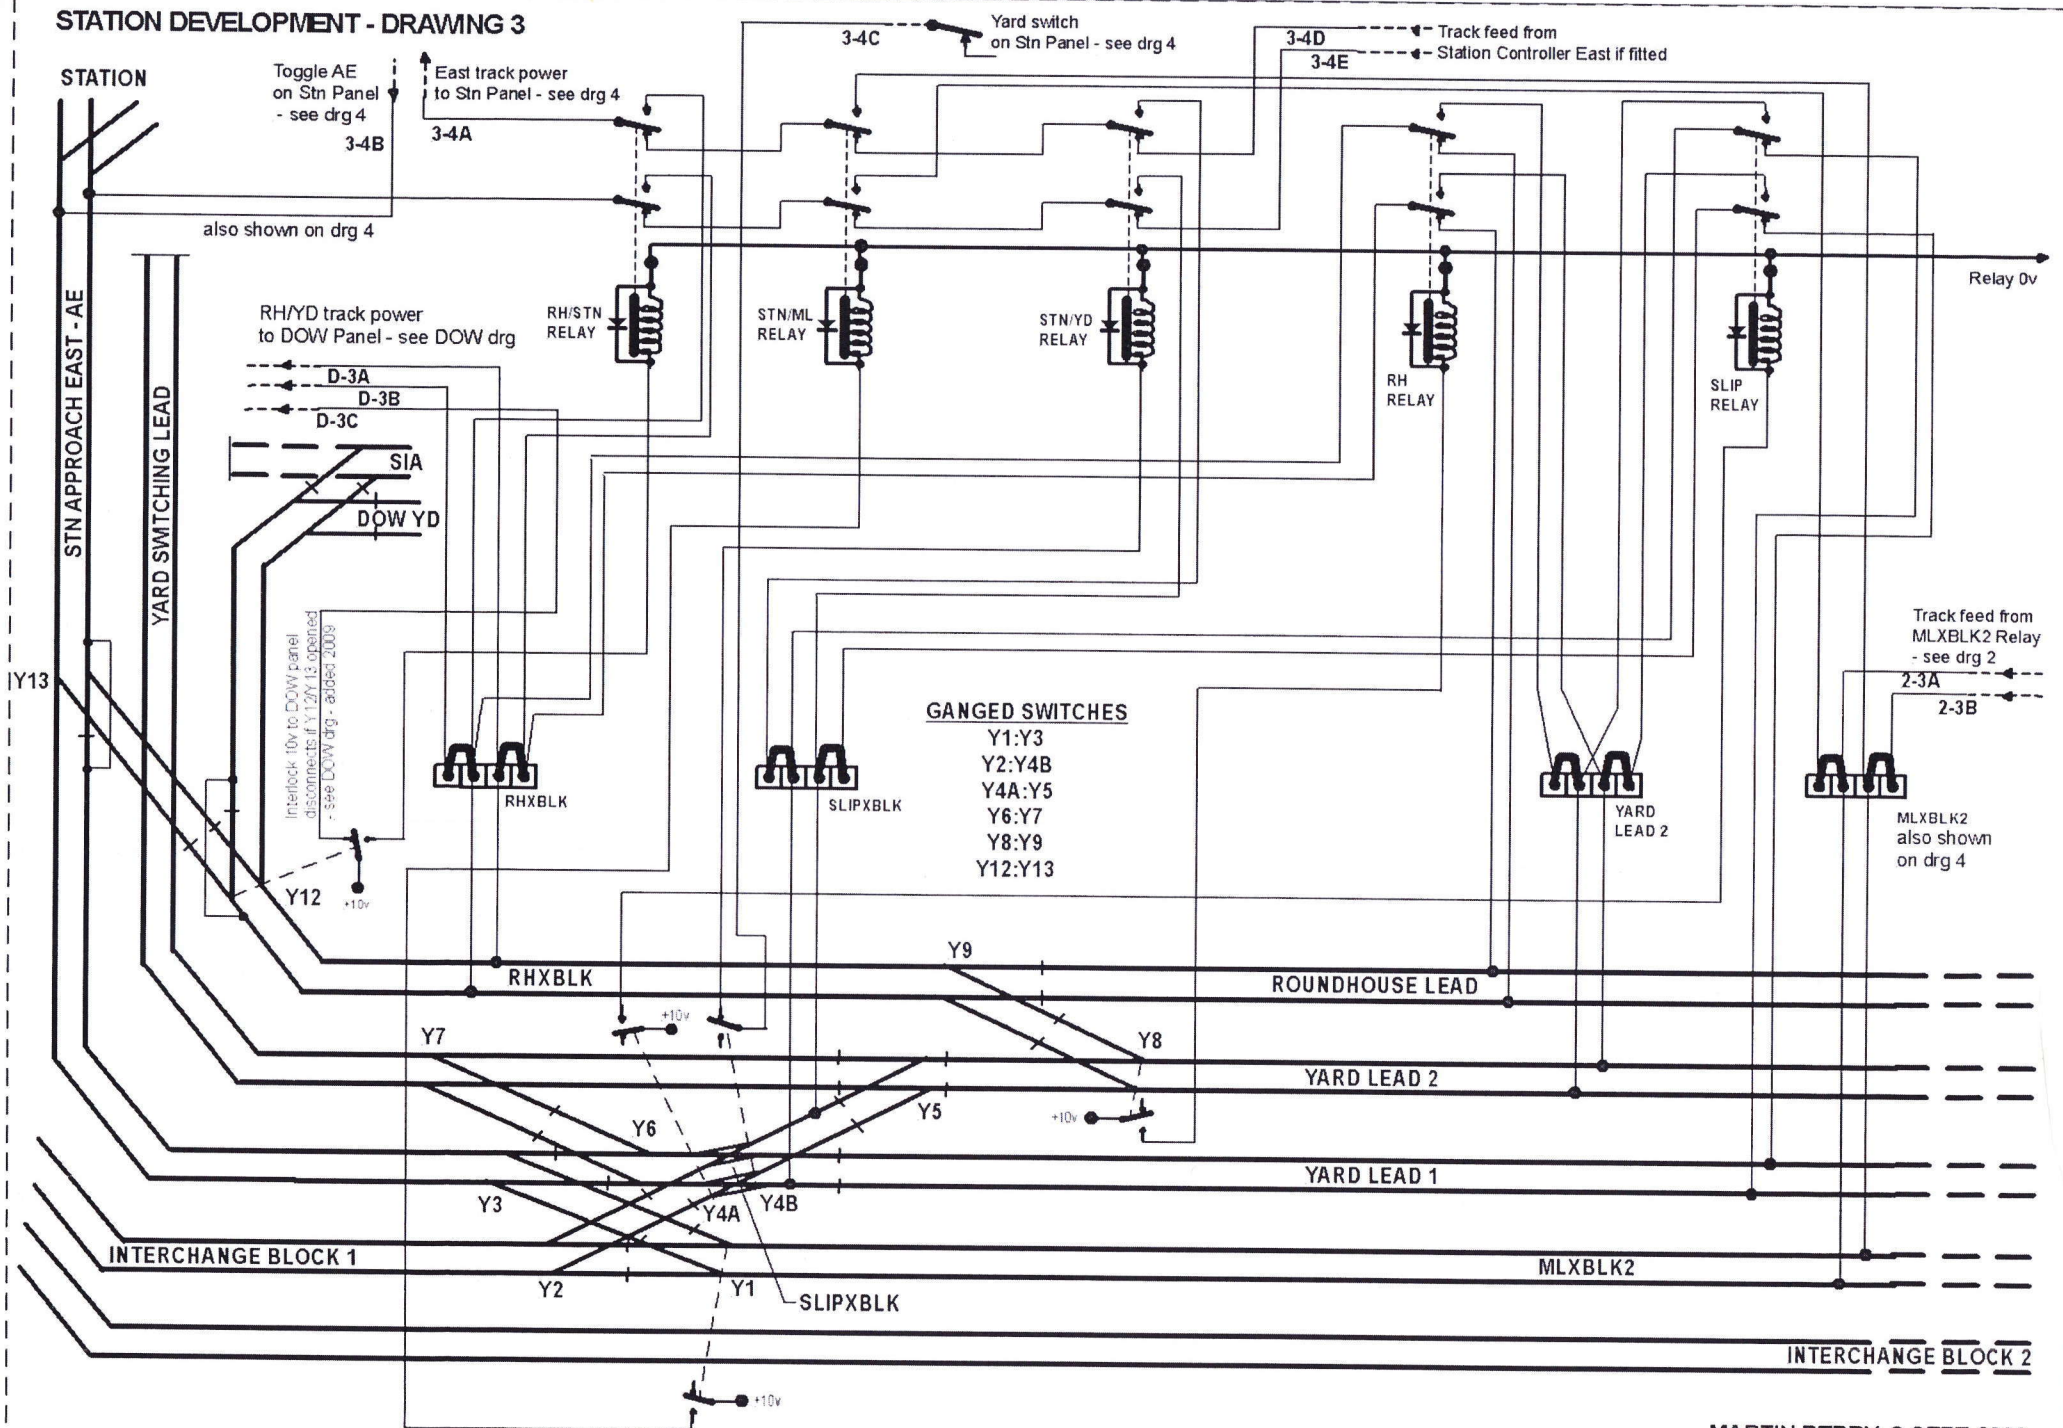 STATION DEVELOPMENT - DRAWING 3
STATION
Toggle AE
on Stn Panel
- see drg 4
3-4B
East track power
to Stn Panel - see drg 4
3-4A
3-4C
Yard switch
on Stn Panel - see drg 4
3-4D
3-4E
Track feed from
Station Controller East if fitted
also shown on drg 4
Relay 0v
RH/STN
RELAY
STN/ML
RELAY
STN/YD
RELAY
RH
RELAY
SLIP
RELAY
RH/YD track power
to DOW Panel - see DOW drg
D-3A
D-3B
D-3C
SIA
DOW YD
STN APPROACH EAST - AE
YARD SWTCHING LEAD
Interlock 10v to DOW panel
disconnects if Y12/Y13 opened
- see DOW drg - added 2009
Track feed from
MLXBLK2 Relay
- see drg 2
2-3A
2-3B
Y13
GANGED SWITCHES
Y1:Y3
Y2:Y4B
Y4A:Y5
Y6:Y7
Y8:Y9
Y12:Y13
RHXBLK
SLIPXBLK
YARD
LEAD 2
MLXBLK2
also shown
on drg 4
Y12
+10v
Y9
RHXBLK
ROUNDHOUSE LEAD
+10v
Y7
Y8
YARD LEAD 2
Y5
+10v
Y6
YARD LEAD 1
Y3
Y4A
Y4B
INTERCHANGE BLOCK 1
MLXBLK2
Y2
Y1
SLIPXBLK
INTERCHANGE BLOCK 2
+10v